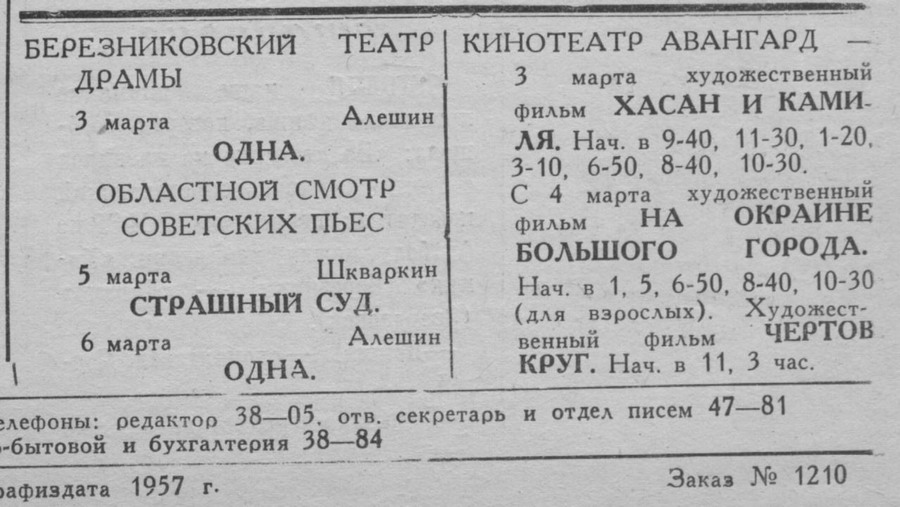 БЕРЕЗНИКОВСКИЙ ТЕАТР
ДРАМЫ
3 марта Алешин
ОДНА.
ОБЛАСТНОЙ СМОТР
СОВЕТСКИХ ПЬЕС
5 марта Шкваркин
СТРАШНЫЙ СУД.
6 марта Алешин
ОДНА.
КИНОТЕАТР АВАНГАРД —
3 марта художественный
фильм ХАСАН И КАМИ-
ЛЯ. Нач. в 9-40, 11-30, 1-20,
3-10, 6-50, 8-40, 10-30.
С 4 марта художественный
фильм НА ОКРАИНЕ
БОЛЬШОГО ГОРОДА.
Нач. в 1, 5, 6-50, 8-40, 10-30
(для взрослых). Художест-
венный фильм ЧЕРТОВ
КРУГ. Нач. в 11, 3 час.
елефоны: редактор 38—05, отв. секретарь и отдел писем 47—81
-бытовой и бухгалтерия 38—84
рафиздата 1957 г. Заказ № 1210